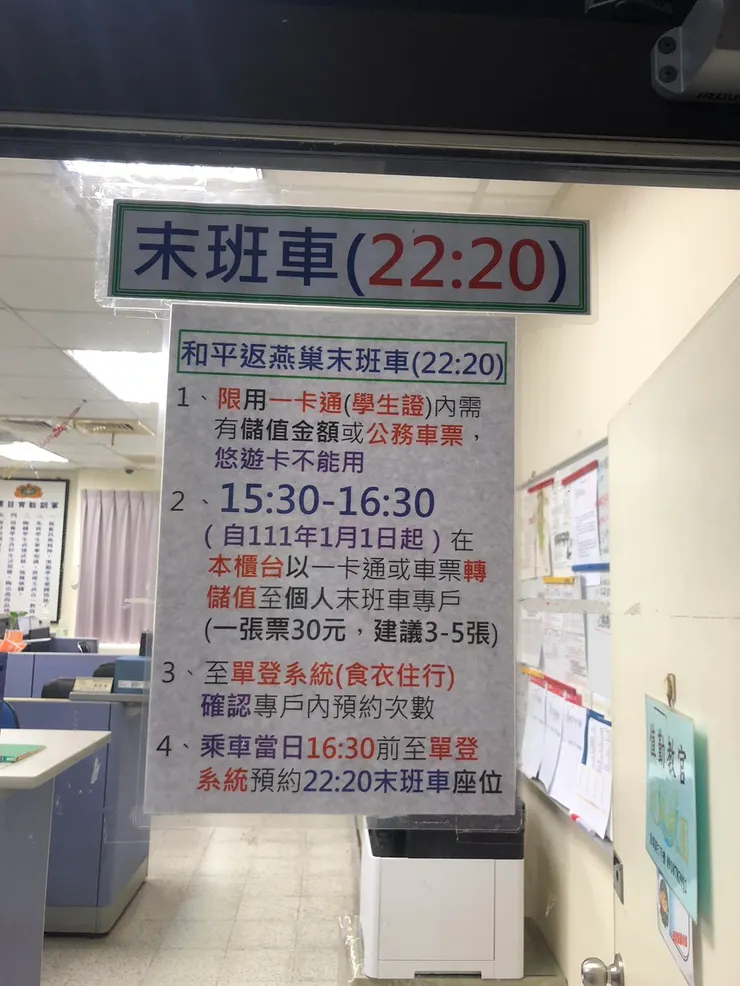 末班車(22:20)
和平返燕巢末班車(22:20)
1、限用一卡通(學生證)內需
有儲值金額或公務車票，
悠遊卡不能用
2、15:30-16:30
(自111年1月1日起)在
本櫃台以一卡通或車票轉
儲值至個人末班車專戶
(一張票30元，建議3-5張)
3、至單登系統(食衣住行)
確認專戶內預約次數
4、乘車當日16:30前至單登
系統預約22:20末班車座位
值勤教官